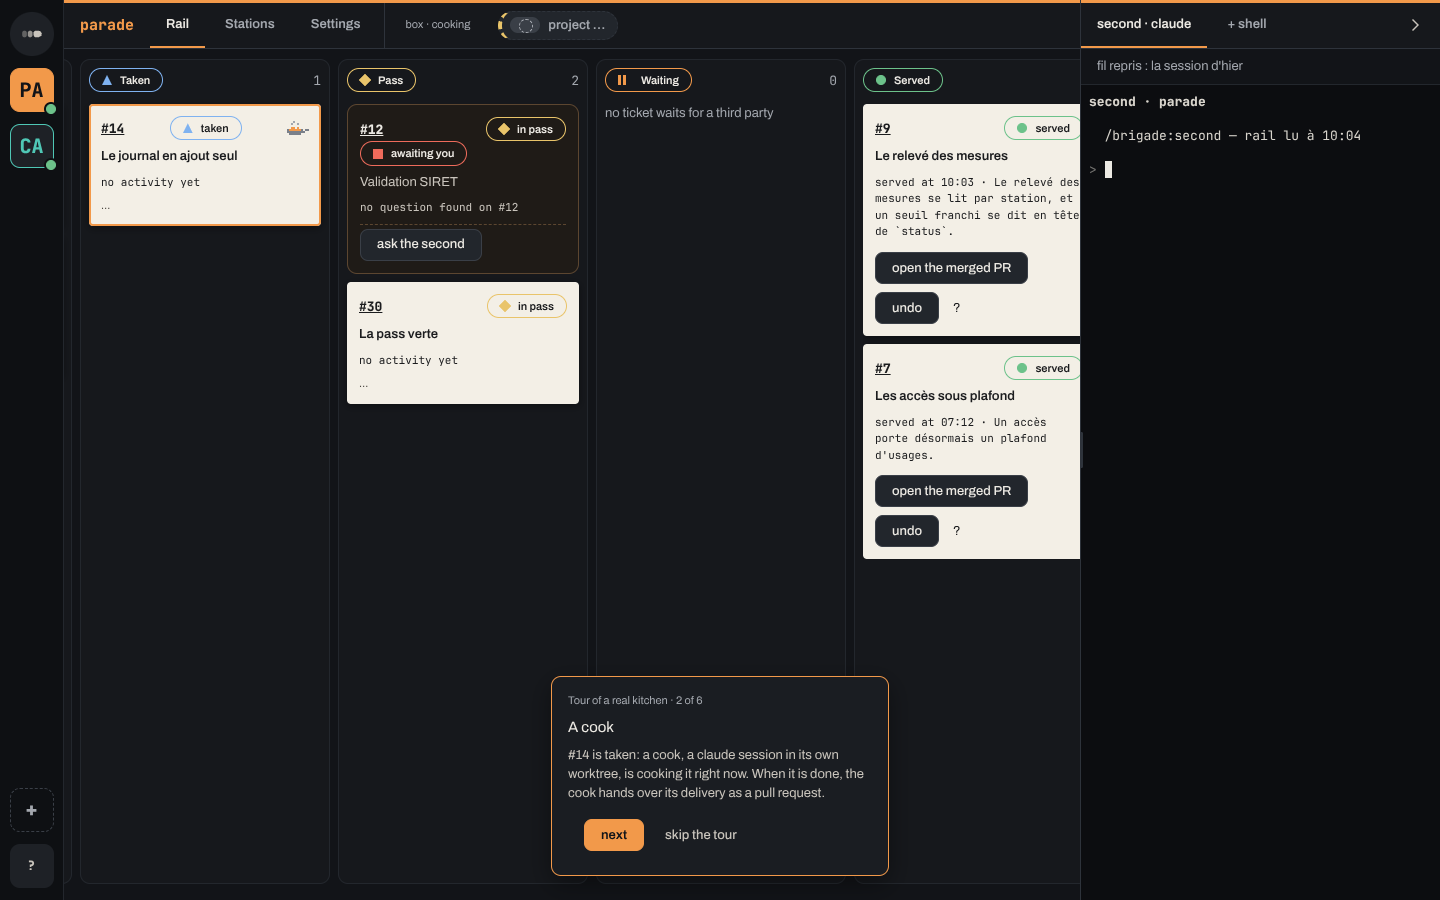 PA
CA
+
?
parade
Rail
Stations
Settings
box · cooking
project ...
Taken
1
#14
taken
Le journal en ajout seul
no activity yet
...
Pass
2
#12
in pass
awaiting you
Validation SIRET
no question found on #12
ask the second
#30
in pass
La pass verte
no activity yet
...
Waiting
0
no ticket waits for a third party
Served
#9
served
Le relevé des mesures
served at 10:03 · Le relevé des
mesures se lit par station, et
un seuil franchi se dit en tête
de `status`.
open the merged PR
undo
?
#7
served
Les accès sous plafond
served at 07:12 · Un accès
porte désormais un plafond
d'usages.
open the merged PR
undo
?
Tour of a real kitchen · 2 of 6
A cook
#14 is taken: a cook, a claude session in its own
worktree, is cooking it right now. When it is done, the
cook hands over its delivery as a pull request.
next
skip the tour
second · claude
+ shell
fil repris : la session d'hier
second · parade
/brigade:second — rail lu à 10:04
>